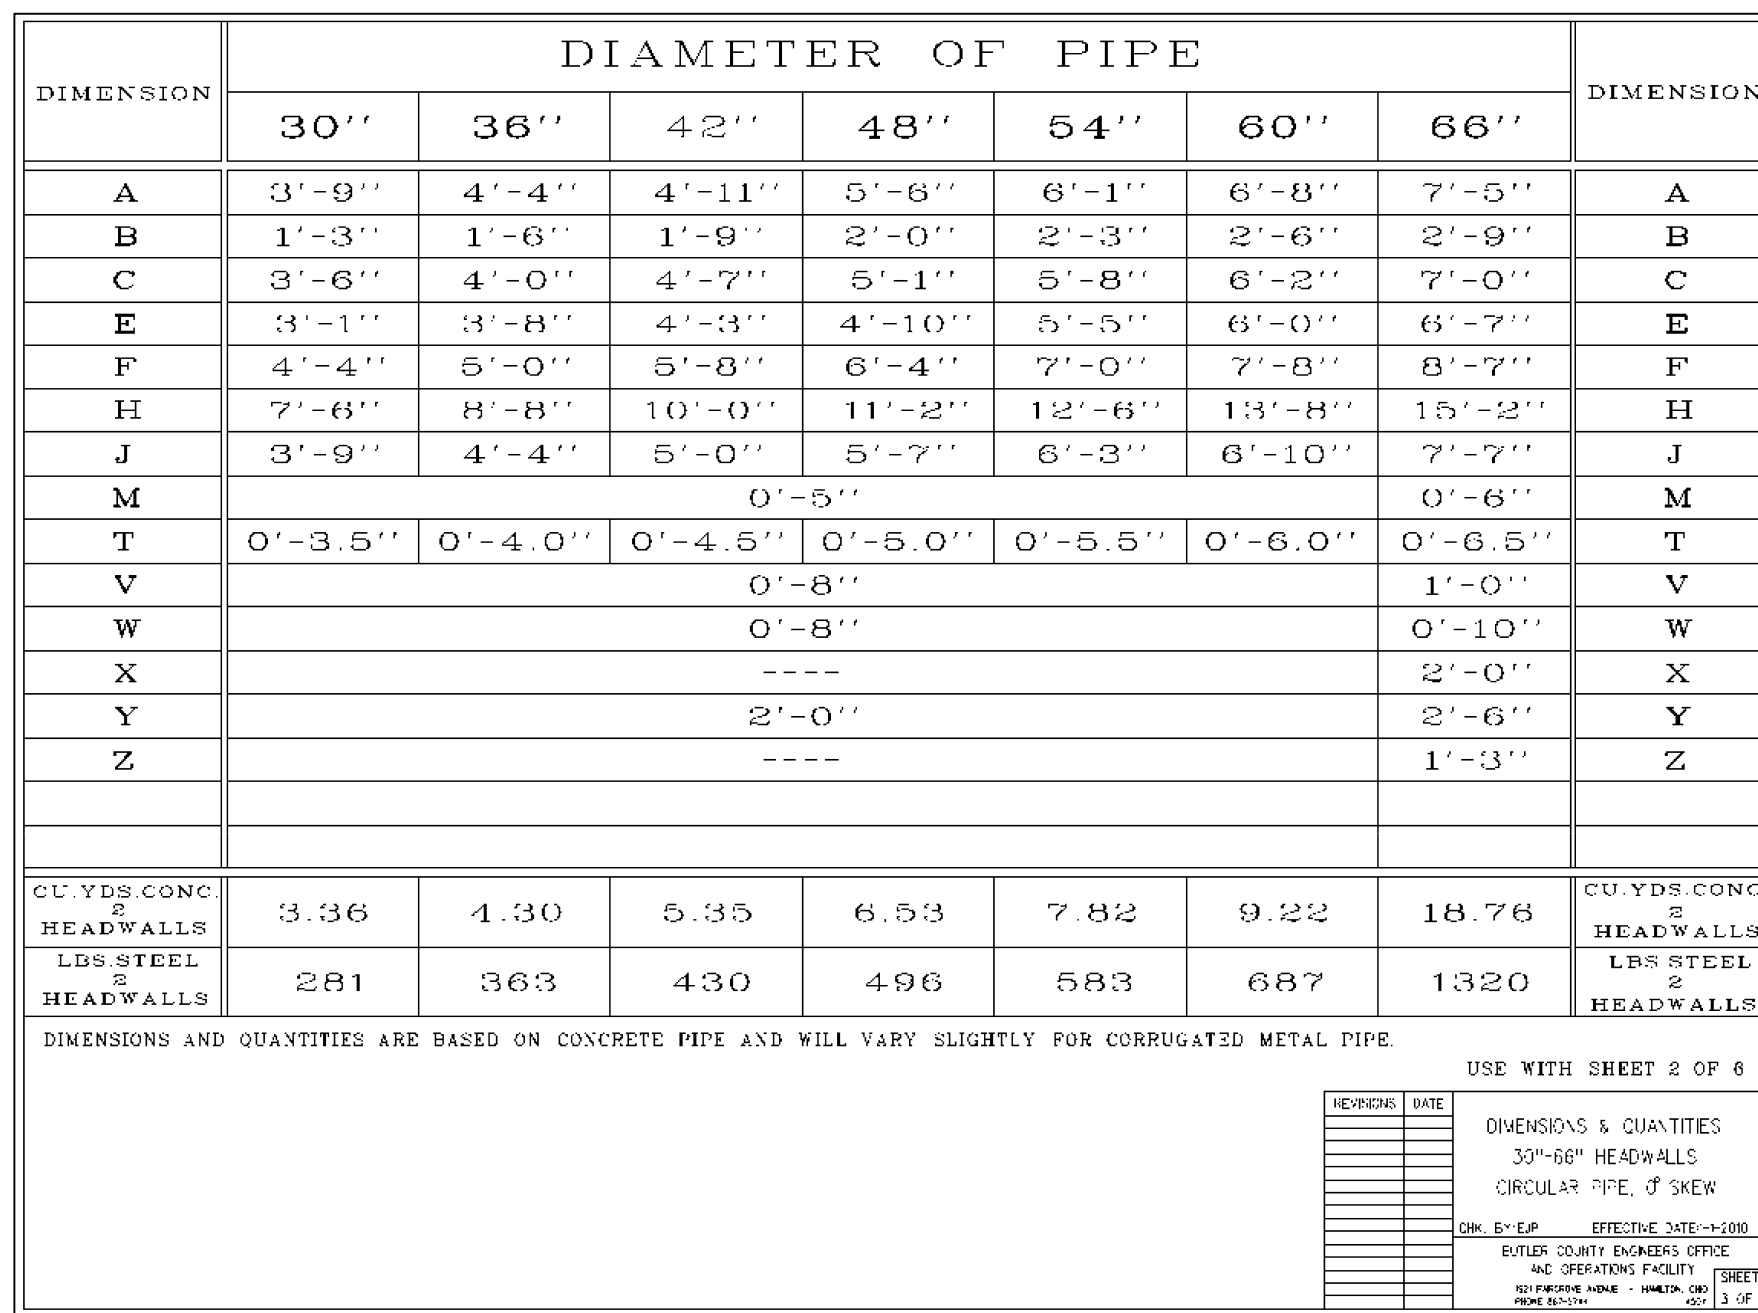 DIMENSION DIAMETER OF PIPE DIMENSION
30'' 36'' 42'' 48'' 54'' 60'' 66''
A 3'-9'' 4'-4'' 4'-11'' 5'-6'' 6'-1'' 6'-8'' 7'-5'' A
B 1'-3'' 1'-6'' 1'-9'' 2'-0'' 2'-3'' 2'-6'' 2'-9'' B
C 3'-6'' 4'-0'' 4'-7'' 5'-1'' 5'-8'' 6'-2'' 7'-0'' C
E 3'-1'' 3'-8'' 4'-3'' 4'-10'' 5'-5'' 6'-0'' 6'-7'' E
F 4'-4'' 5'-0'' 5'-8'' 6'-4'' 7'-0'' 7'-8'' 8'-7'' F
H 7'-6'' 8'-8'' 10'-0'' 11'-2'' 12'-6'' 13'-8'' 15'-2'' H
J 3'-9'' 4'-4'' 5'-0'' 5'-7'' 6'-3'' 6'-10'' 7'-7'' J
M 0'-5'' 0'-6'' M
T 0'-3.5'' 0'-4.0'' 0'-4.5'' 0'-5.0'' 0'-5.5'' 0'-6.0'' 0'-6.5'' T
V 0'-8'' 1'-0'' V
W 0'-8'' 0'-10'' W
X ---- 2'-0'' X
Y 2'-0'' 2'-6'' Y
Z ---- 1'-3'' Z
CU.YDS.CONC. 2 HEADWALLS 3.36 4.30 5.35 6.53 7.82 9.22 18.76 CU.YDS.CONC 2 HEADWALLS
LBS.STEEL 2 HEADWALLS 281 363 430 496 583 687 1320 LBS STEEL 2 HEADWALLS
DIMENSIONS AND QUANTITIES ARE BASED ON CONCRETE PIPE AND WILL VARY SLIGHTLY FOR CORRUGATED METAL PIPE.
USE WITH SHEET 2 OF 6
REVISIONS DATE
DIMENSIONS & QUANTITIES
30"-66" HEADWALLS
CIRCULAR PIPE, 0° SKEW
CHK. BY:EJP EFFECTIVE DATE
BUTLER COUNTY ENGINEERS OFFICE
AND OPERATIONS FACILITY
AVENUE - HAMILTON, OHIO
PHONE
SHEET
3 OF